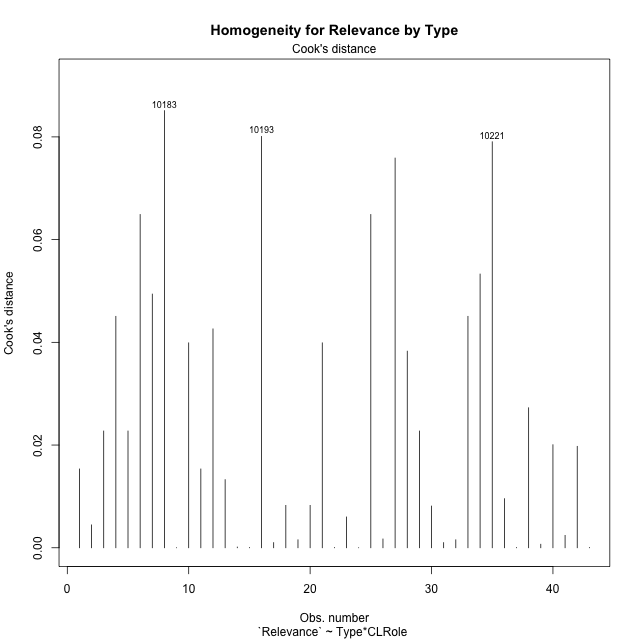 Homogeneity for Relevance by Type
Cook's distance
10183
10193
10221
Cook's distance
0.08
0.06
0.04
0.02
0.00
0 10 20 30 40
Obs. number
`Relevance` ~ Type*CLRole